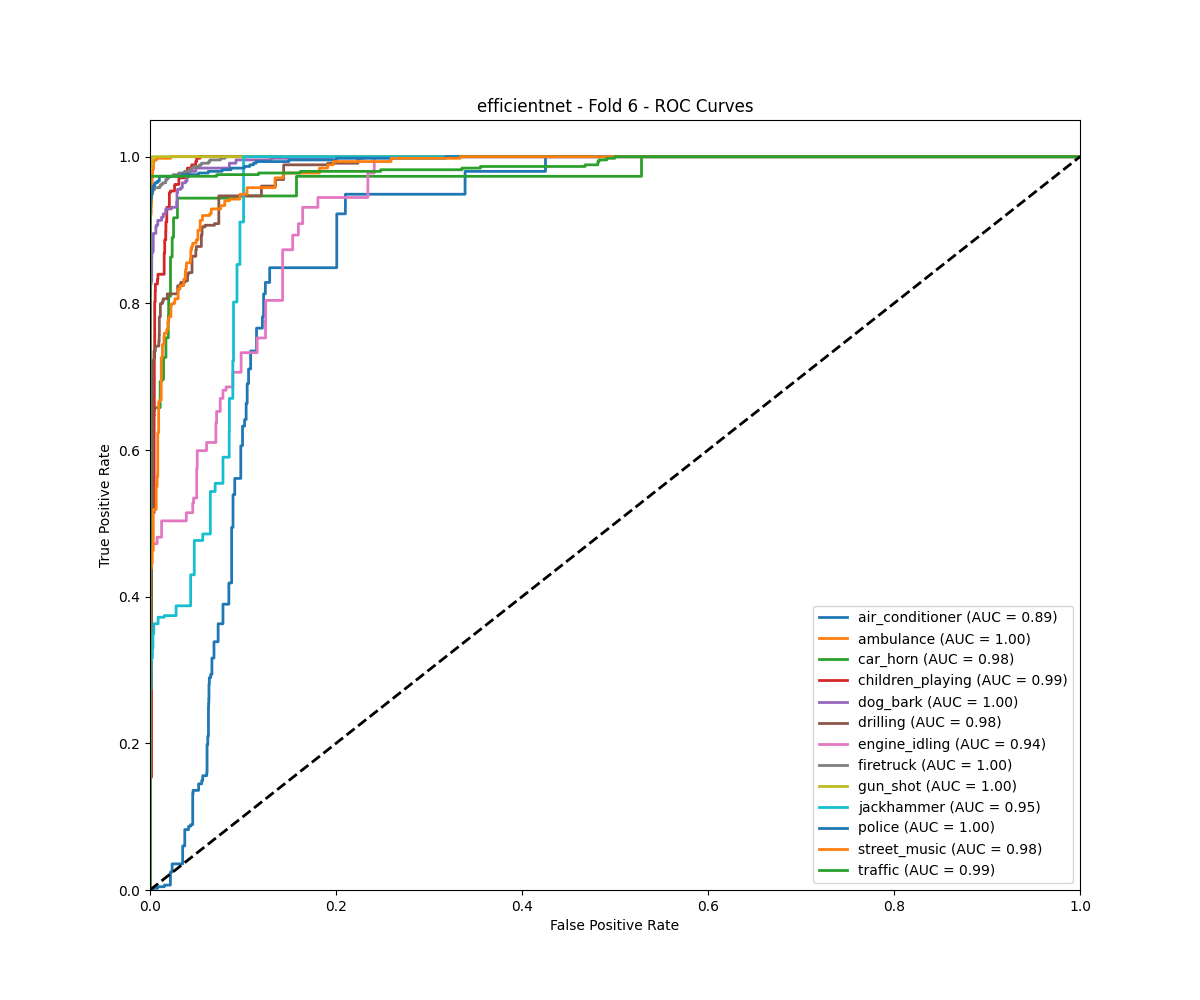 efficientnet - Fold 6 - ROC Curves
1.0
0.8
0.6
0.4
0.2
0.0
True Positive Rate
air_conditioner (AUC = 0.89)
ambulance (AUC = 1.00)
car_horn (AUC = 0.98)
children_playing (AUC = 0.99)
dog_bark (AUC = 1.00)
drilling (AUC = 0.98)
engine_idling (AUC = 0.94)
firetruck (AUC = 1.00)
gun_shot (AUC = 1.00)
jackhammer (AUC = 0.95)
police (AUC = 1.00)
street_music (AUC = 0.98)
traffic (AUC = 0.99)
0.0 0.2 0.4 0.6 0.8 1.0
False Positive Rate